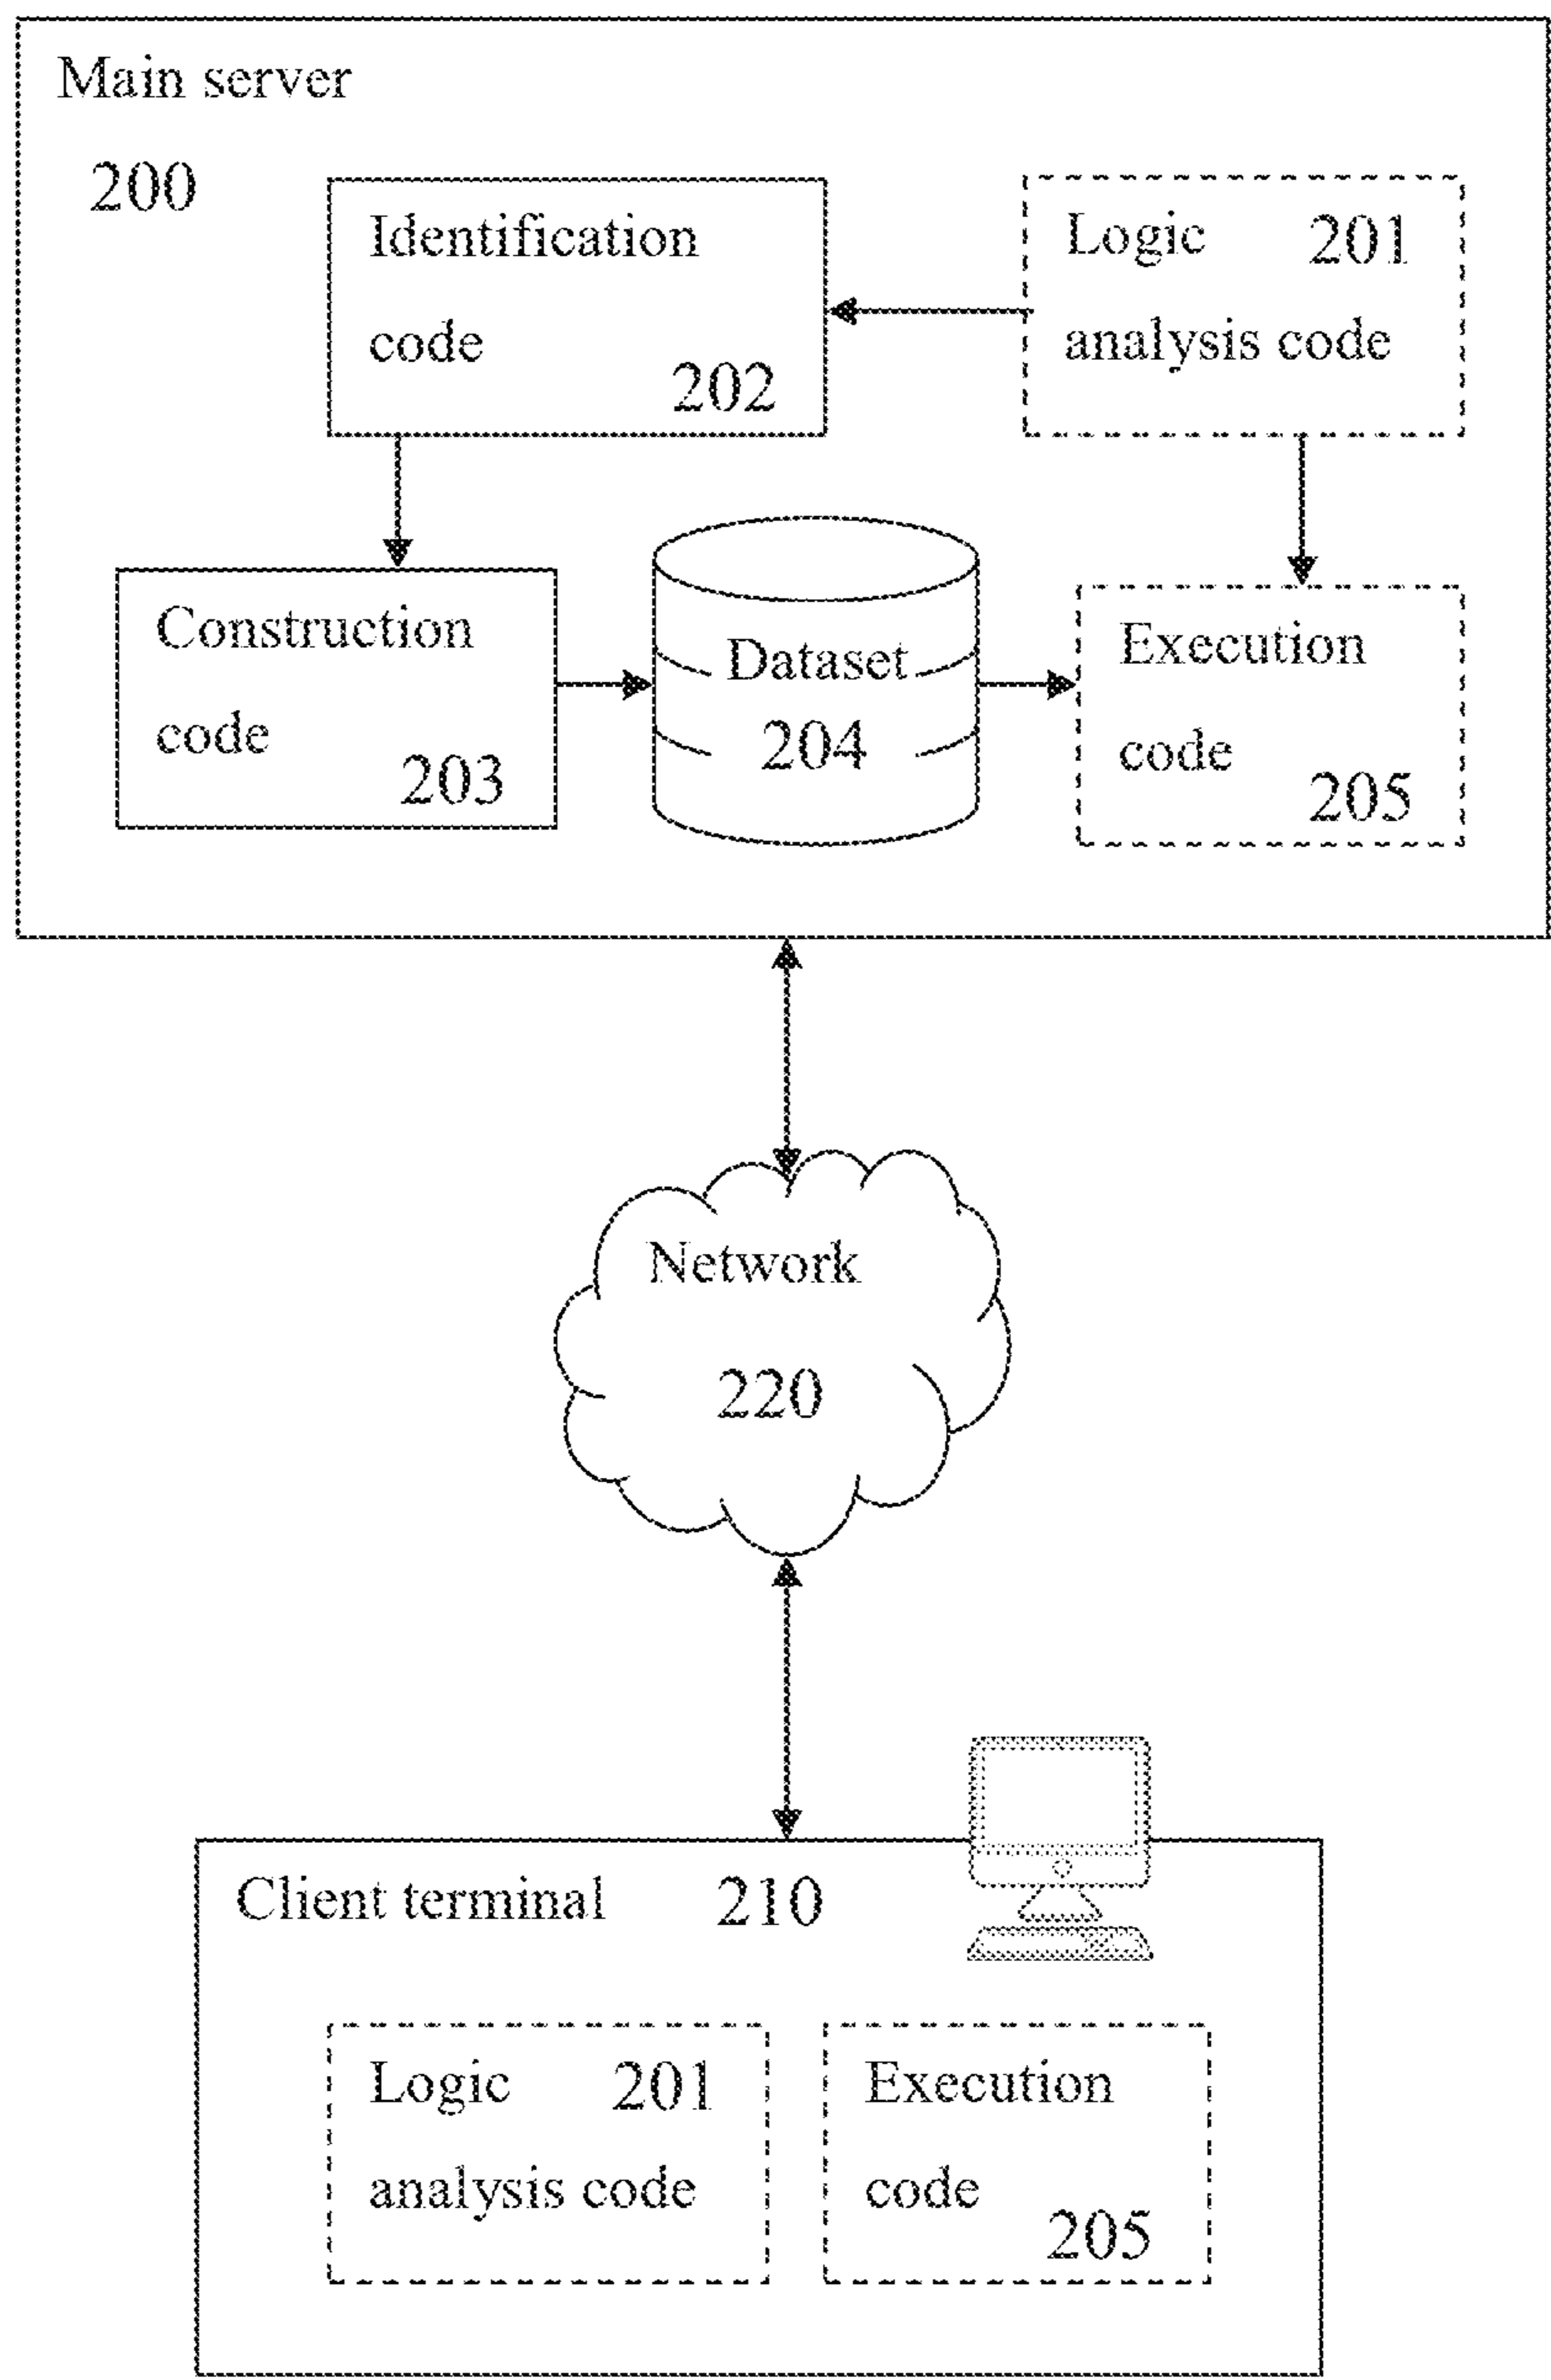 Main server
200
Identification
code
202
Logic 201
analysis code
Construction
code
203
Dataset
204
Execution
code
205
Network
220
Client terminal 210
Logic 201
analysis code
Execution
code
205